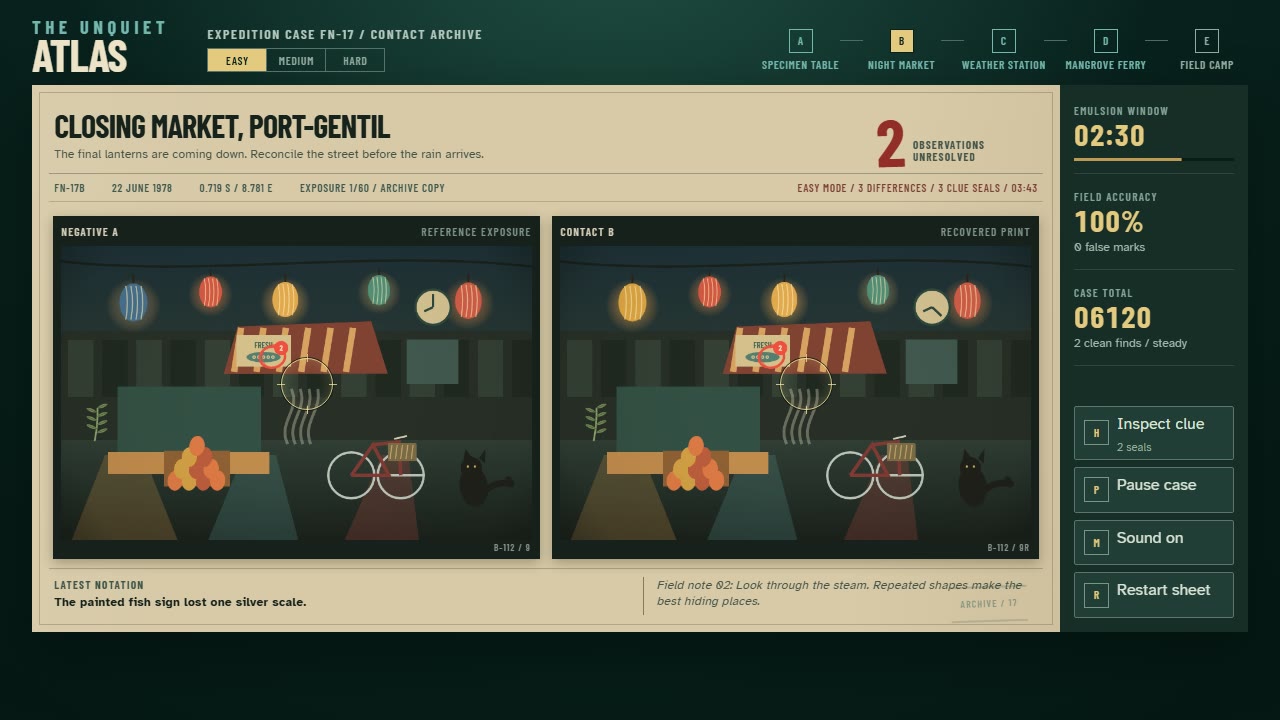 THE UNQUIET
ATLAS
EXPEDITION CASE FN-17 / CONTACT ARCHIVE
EASY
MEDIUM
HARD
A
SPECIMEN TABLE
B
NIGHT MARKET
C
WEATHER STATION
D
MANGROVE FERRY
E
FIELD CAMP
CLOSING MARKET, PORT-GENTIL
The final lanterns are coming down. Reconcile the street before the rain arrives.
2
OBSERVATIONS
UNRESOLVED
FN-17B
22 JUNE 1978
0.719 S / 8.781 E
EXPOSURE 1/60 / ARCHIVE COPY
EASY MODE / 3 DIFFERENCES / 3 CLUE SEALS / 03:43
NEGATIVE A
REFERENCE EXPOSURE
FRESH
2
B-112 / 9
CONTACT B
RECOVERED PRINT
FRESH
2
B-112 / 9R
LATEST NOTATION
The painted fish sign lost one silver scale.
Field note 02: Look through the steam. Repeated shapes make the
best hiding places.
ARCHIVE / 17
EMULSION WINDOW
02:30
FIELD ACCURACY
100%
0 false marks
CASE TOTAL
06120
2 clean finds / steady
H
Inspect clue
2 seals
P
Pause case
M
Sound on
R
Restart sheet